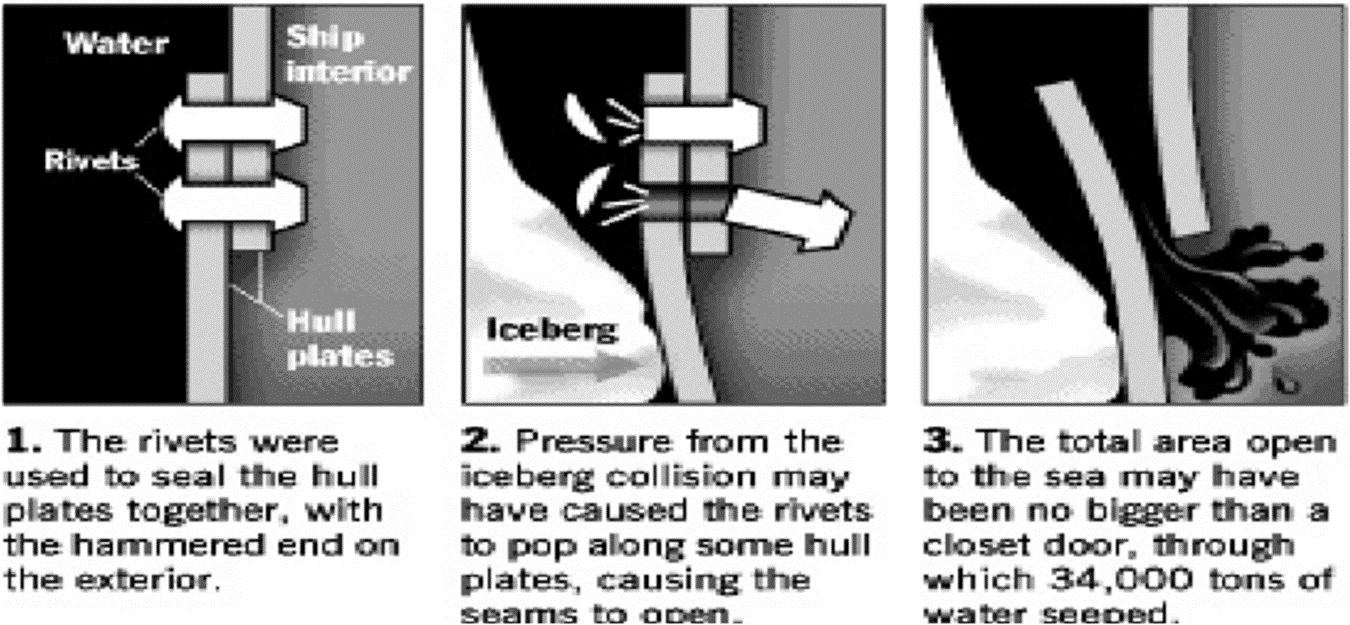 Water
Ship
interior
Rivets
Hull
plates
Iceberg
1. The rivets were
used to seal the hull
plates together, with
the hammered end on
the exterior.
2. Pressure from the
iceberg collision may
have caused the rivets
to pop along some hull
plates, causing the
seams to open.
3. The total area open
to the sea may have
been no bigger than a
closet door, through
which 34,000 tons of
water seeped.